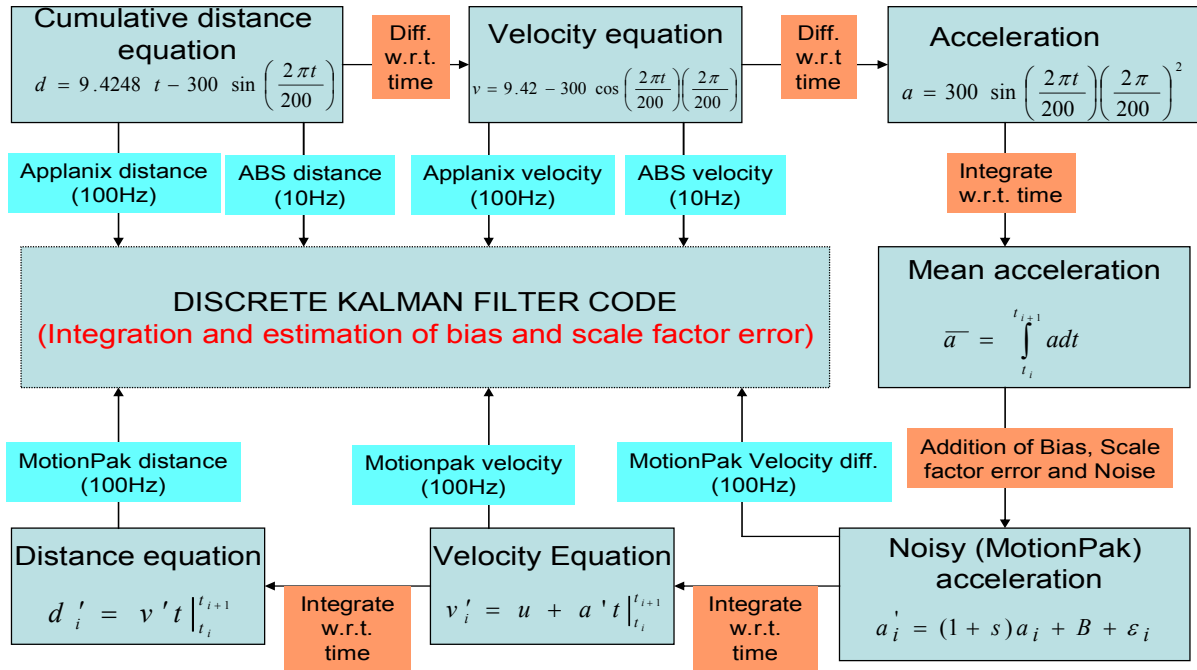 Cumulative distance
equation
d = 9.4248 t − 300 sin (2πt/200)
Diff.
w.r.t.
time
Velocity equation
v = 9.42 − 300 cos (2πt/200)(2π/200)
Diff.
w.r.t
time
Acceleration
a = 300 sin (2πt/200)(2π/200)²
Applanix distance
(100Hz)
ABS distance
(10Hz)
Applanix velocity
(100Hz)
ABS velocity
(10Hz)
Integrate
w.r.t. time
DISCRETE KALMAN FILTER CODE
(Integration and estimation of bias and scale factor error)
Mean acceleration
a̅ = ∫_{t_i}^{t_{i+1}} adt
MotionPak distance
(100Hz)
Motionpak velocity
(100Hz)
MotionPak Velocity diff.
(100Hz)
Addition of Bias, Scale
factor error and Noise
Distance equation
d_i′ = v't|_{t_i}^{t_{i+1}}
Integrate
w.r.t.
time
Velocity Equation
v_i′ = u + a't|_{t_i}^{t_{i+1}}
Integrate
w.r.t.
time
Noisy (MotionPak)
acceleration
a_i' = (1 + s)a_i + B + ε_i